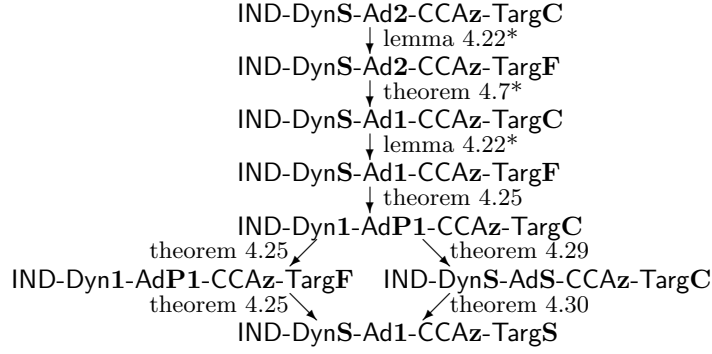 IND-DynS-Ad2-CCAz-TargC
lemma 4.22*
IND-DynS-Ad2-CCAz-TargF
theorem 4.7*
IND-DynS-Ad1-CCAz-TargC
lemma 4.22*
IND-DynS-Ad1-CCAz-TargF
theorem 4.25
IND-Dyn1-AdP1-CCAz-TargC
theorem 4.25 theorem 4.29
IND-Dyn1-AdP1-CCAz-TargF IND-DynS-AdS-CCAz-TargC
theorem 4.25 theorem 4.30
IND-DynS-Ad1-CCAz-TargS